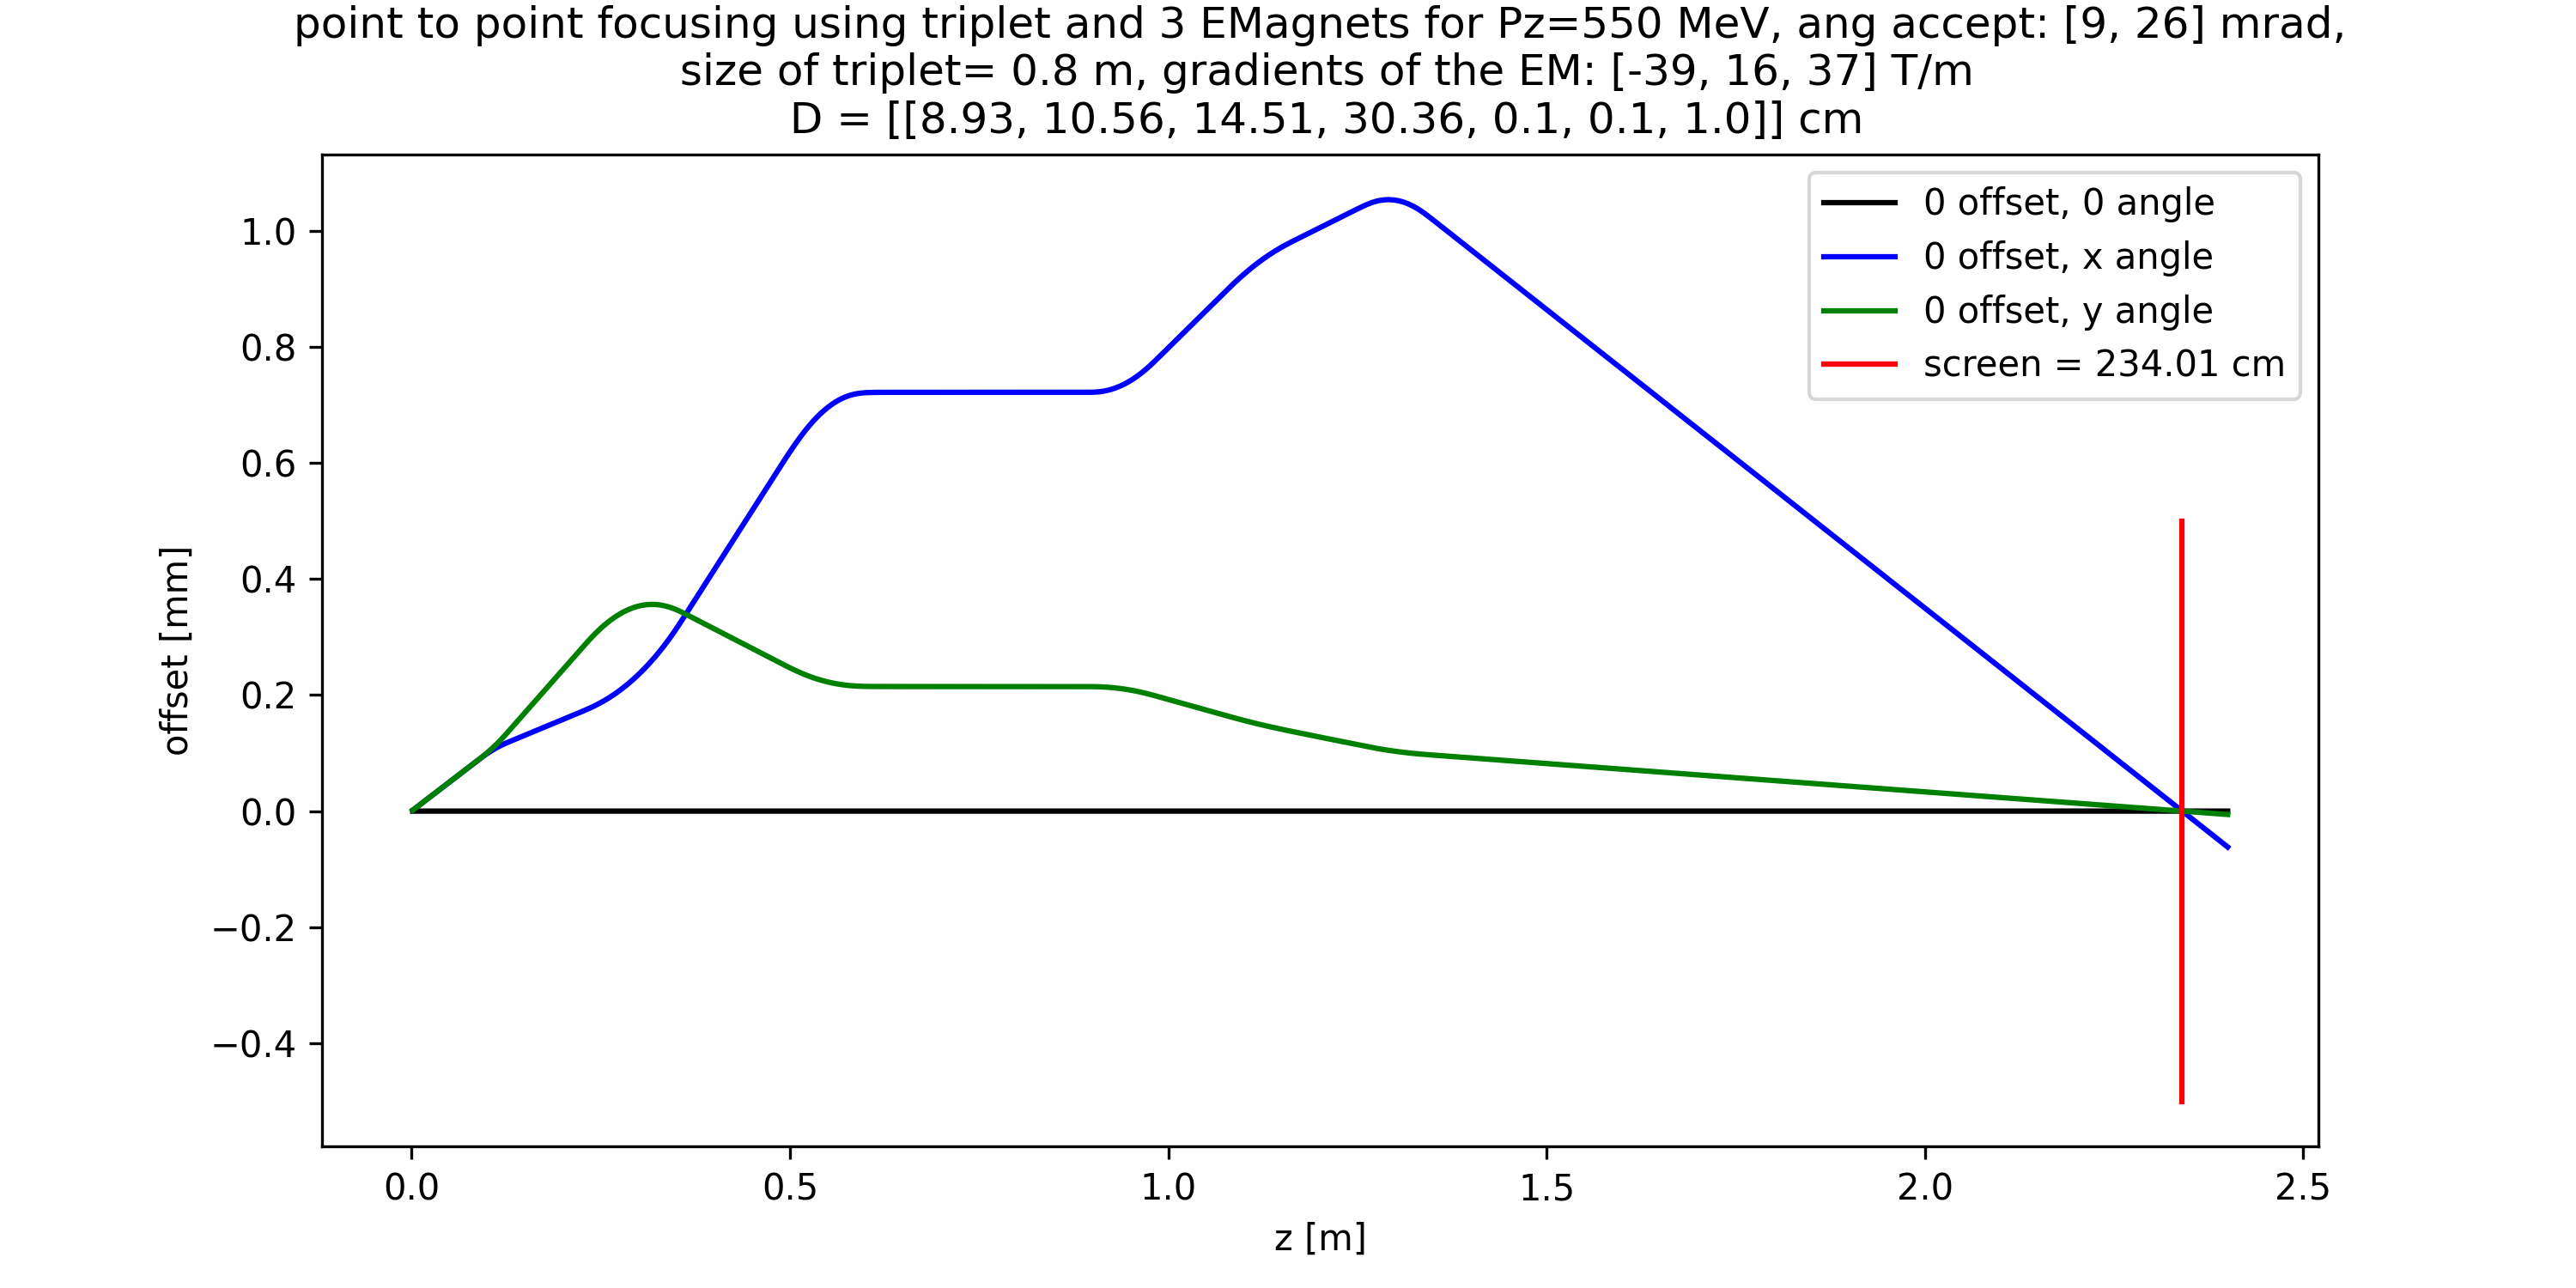 point to point focusing using triplet and 3 EMagnets for Pz=550 MeV, ang accept: [9, 26] mrad,
size of triplet= 0.8 m, gradients of the EM: [-39, 16, 37] T/m
D = [[8.93, 10.56, 14.51, 30.36, 0.1, 0.1, 1.0]] cm
0 offset, 0 angle
0 offset, x angle
0 offset, y angle
screen = 234.01 cm
offset [mm]
1.0
0.8
0.6
0.4
0.2
0.0
−0.2
−0.4
0.0 0.5 1.0 1.5 2.0 2.5
z [m]